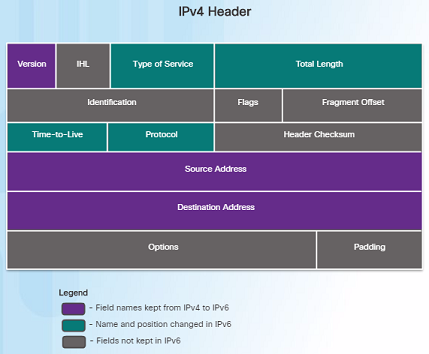 IPv4 Header
Version IHL Type of Service Total Length
Identification Flags Fragment Offset
Time-to-Live Protocol Header Checksum
Source Address
Destination Address
Options Padding
Legend
- Field names kept from IPv4 to IPv6
- Name and position changed in IPv6
- Fields not kept in IPv6